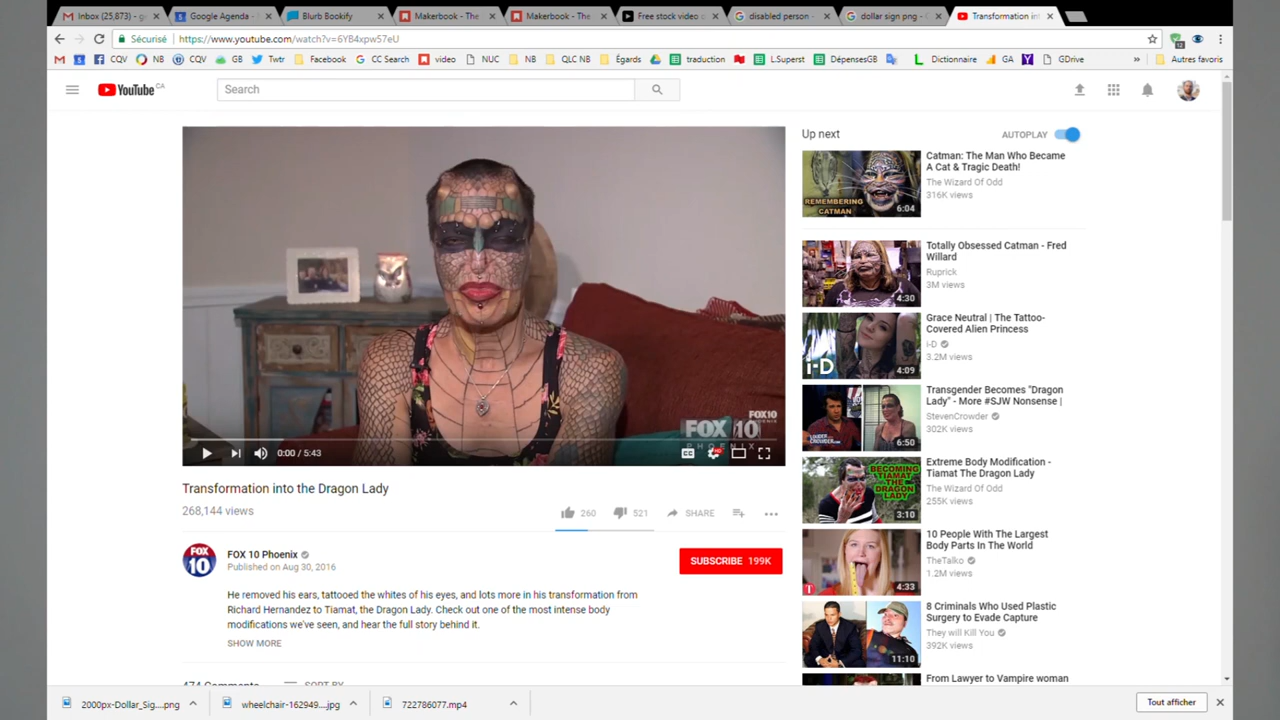 Inbox (25,873) - g
Google Agenda -
Blurb Bookify
Makerbook - The
Makerbook - The
Free stock video
disabled person -
dollar sign png -
Transformation in
Sécurisé https://www.youtube.com/watch?v=6YB4xpw57eU
CQV NB CQV GB Twtr Facebook CC Search video NUC NB QLC NB Égards traduction L.Superst DépensesGB Dictionnaire GA GDrive » Autres favoris
YouTube CA
Search
Up next
AUTOPLAY
Catman: The Man Who Became
A Cat & Tragic Death!
The Wizard Of Odd
316K views
REMEMBERING
CATMAN
6:04
Totally Obsessed Catman - Fred
Willard
Ruprick
3M views
4:30
Grace Neutral | The Tattoo-
Covered Alien Princess
i-D
3.2M views
i-D
4:09
Transgender Becomes "Dragon
Lady" - More #SJW Nonsense |
StevenCrowder
302K views
6:50
Extreme Body Modification -
Tiamat The Dragon Lady
The Wizard Of Odd
255K views
BECOMING
TIAMAT
THE
DRAGON
LADY
3:10
10 People With The Largest
Body Parts In The World
TheTalko
1.2M views
4:33
8 Criminals Who Used Plastic
Surgery to Evade Capture
They will Kill You
392K views
11:10
From Lawyer to Vampire woman
FOX10
PHOENIX
FOX 10
PHOENIX
0:00 / 5:43
CC
HD
Transformation into the Dragon Lady
268,144 views
260 521 SHARE
FOX 10
FOX 10 Phoenix
Published on Aug 30, 2016
SUBSCRIBE 199K
He removed his ears, tattooed the whites of his eyes, and lots more in his transformation from
Richard Hernandez to Tiamat, the Dragon Lady. Check out one of the most intense body
modifications we've seen, and hear the full story behind it.
SHOW MORE
474 Comments SORT BY
2000px-Dollar_Sig....png
wheelchair-162949....jpg
722786077.mp4
Tout afficher